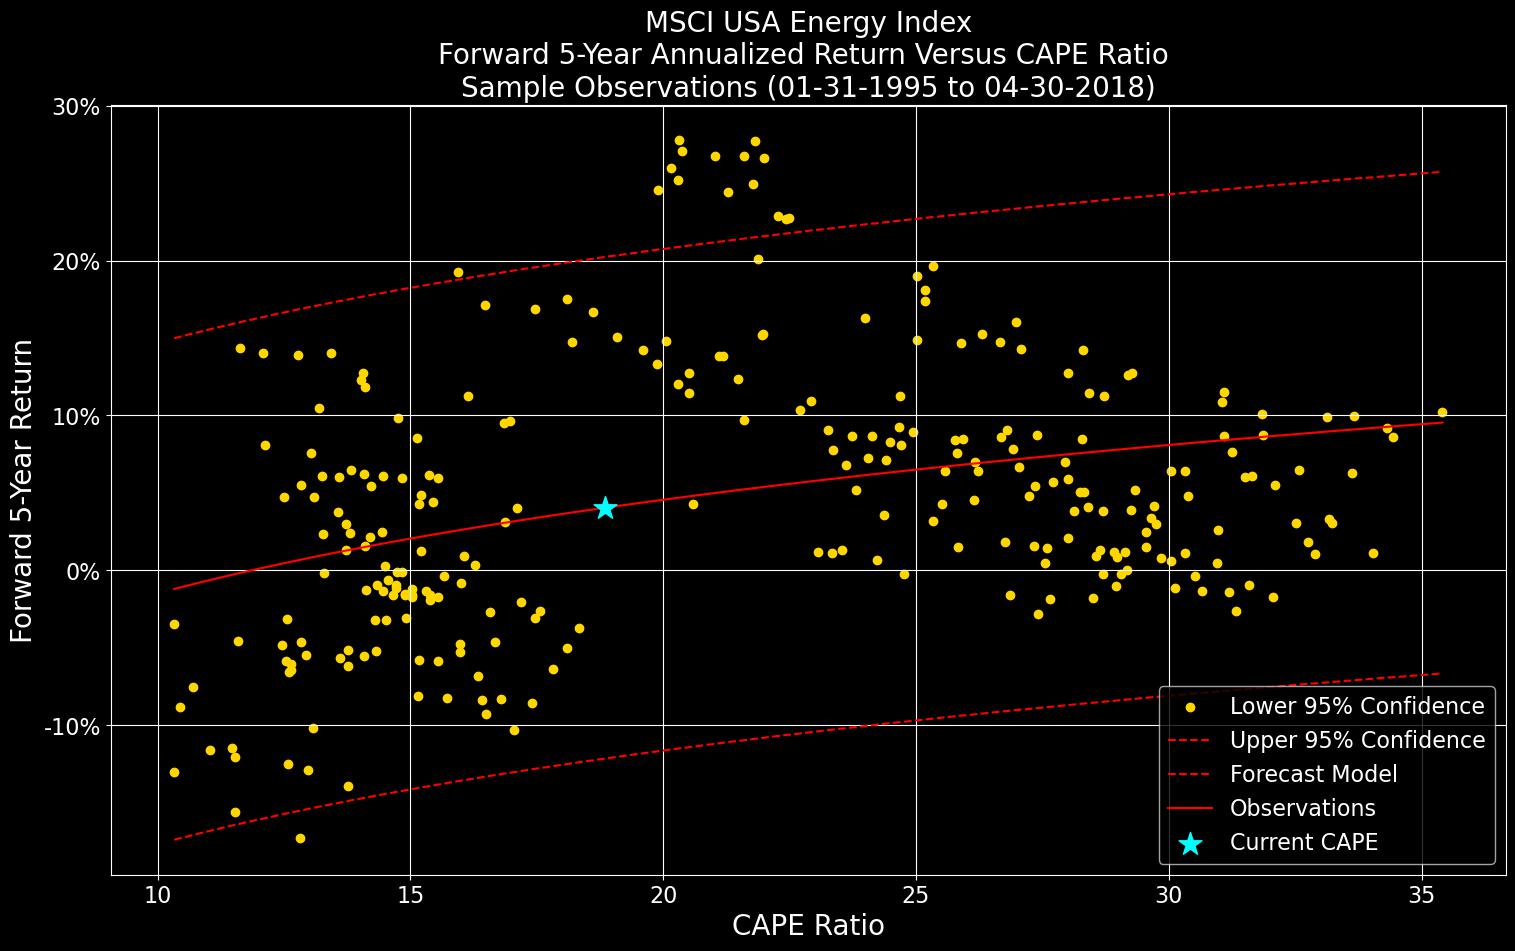 MSCI USA Energy Index
Forward 5-Year Annualized Return Versus CAPE Ratio
Sample Observations (01-31-1995 to 04-30-2018)
Forward 5-Year Return
30%
20%
10%
0%
-10%
Lower 95% Confidence
Upper 95% Confidence
Forecast Model
Observations
Current CAPE
10 15 20 25 30 35
CAPE Ratio